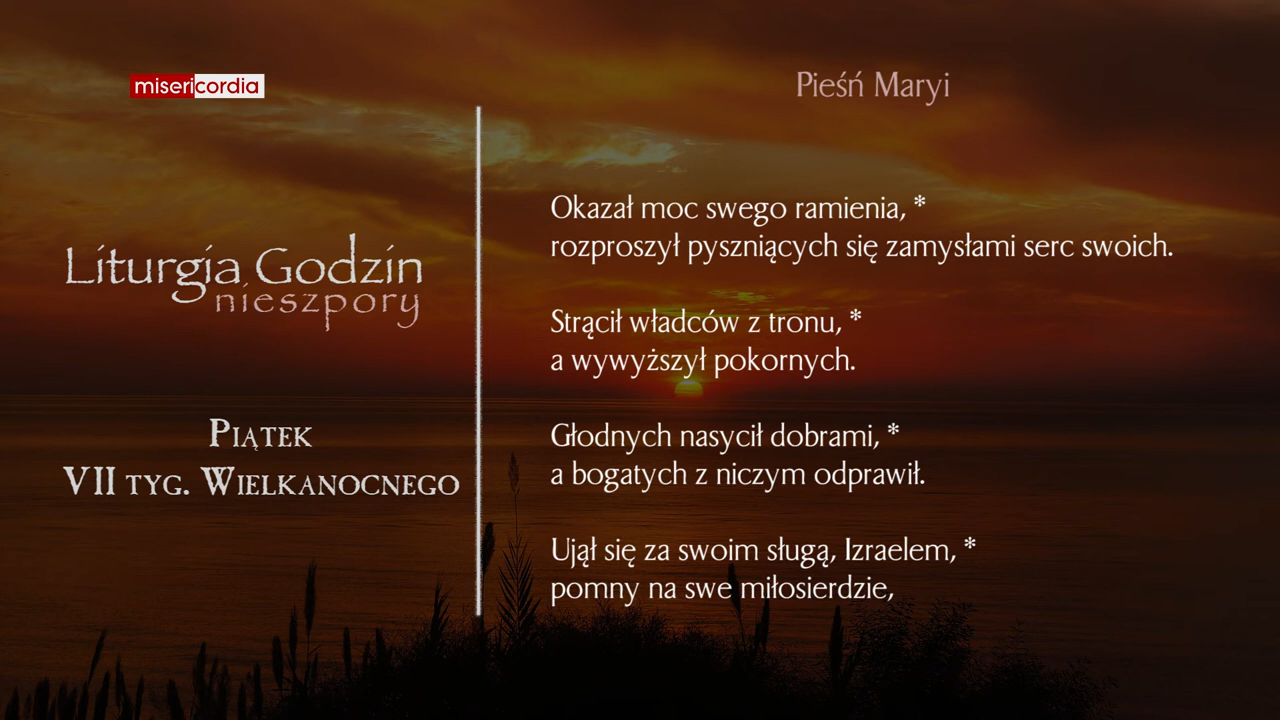 misericordia
Pieśń Maryi
Liturgia Godzin
nieszpory
Piątek
VII tyg. Wielkanocnego
Okazał moc swego ramienia, *
rozproszył pyszniących się zamysłami serc swoich.
Strącił władców z tronu, *
a wywyższył pokornych.
Głodnych nasycił dobrami, *
a bogatych z niczym odprawił.
Ujął się za swoim sługą, Izraelem, *
pomny na swe miłosierdzie,